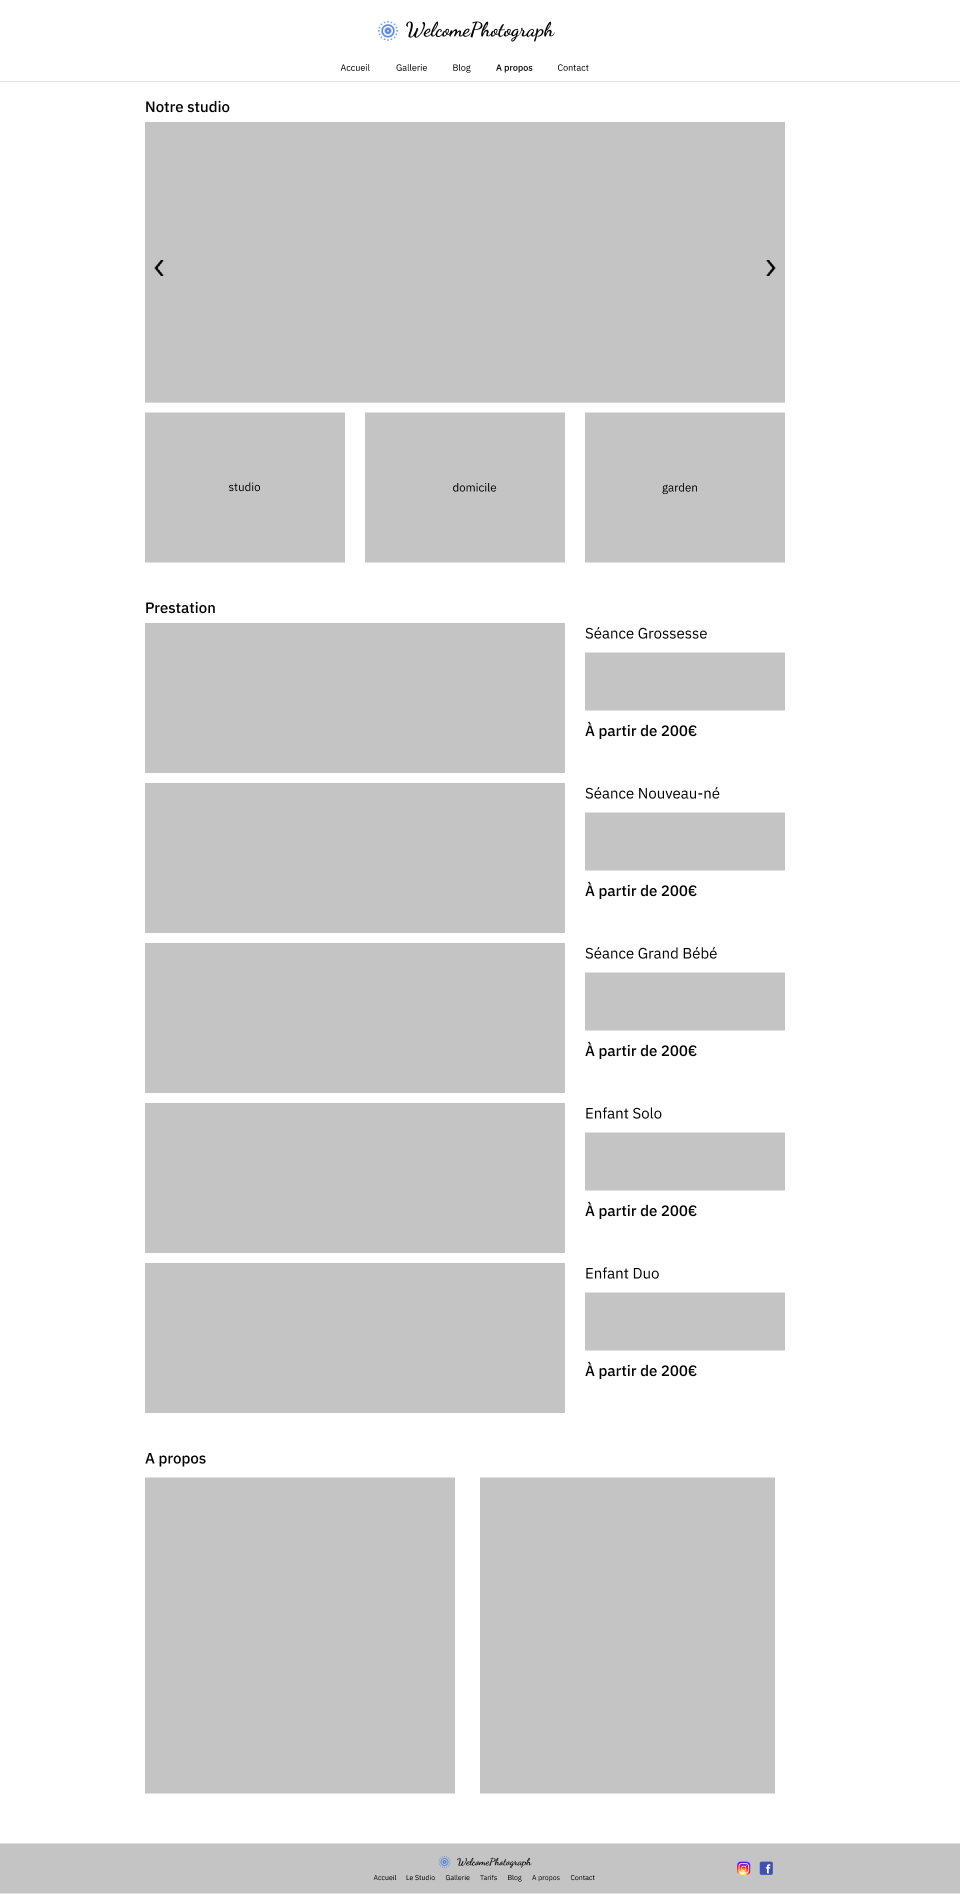 WelcomePhotograph
Accueil Gallerie Blog A propos Contact
Notre studio
studio domicile garden
Prestation
Séance Grossesse
À partir de 200€
Séance Nouveau-né
À partir de 200€
Séance Grand Bébé
À partir de 200€
Enfant Solo
À partir de 200€
Enfant Duo
À partir de 200€
A propos
WelcomePhotograph
Accueil Le Studio Gallerie Tarifs Blog A propos Contact